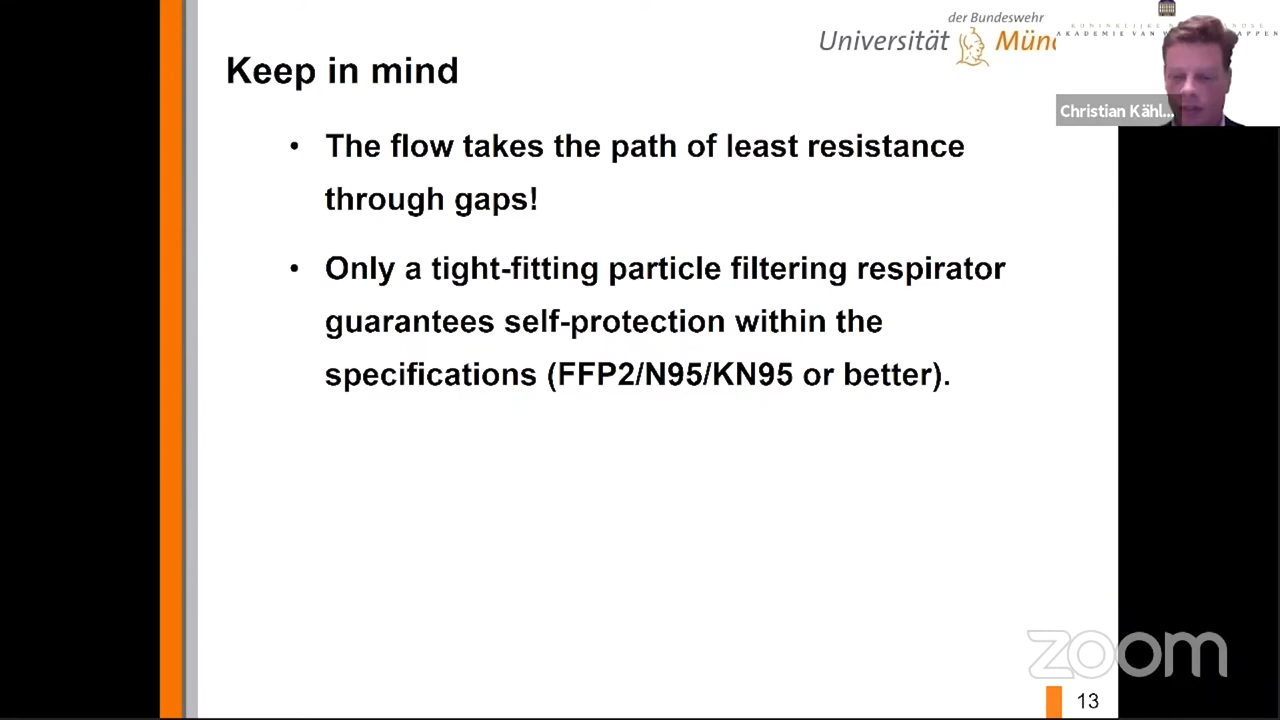 der Bundeswehr
Universität Mün
AKADEMIE VAN
Keep in mind
Christian Kähl...
• The flow takes the path of least resistance
through gaps!
• Only a tight-fitting particle filtering respirator
guarantees self-protection within the
specifications (FFP2/N95/KN95 or better).
zoom
13